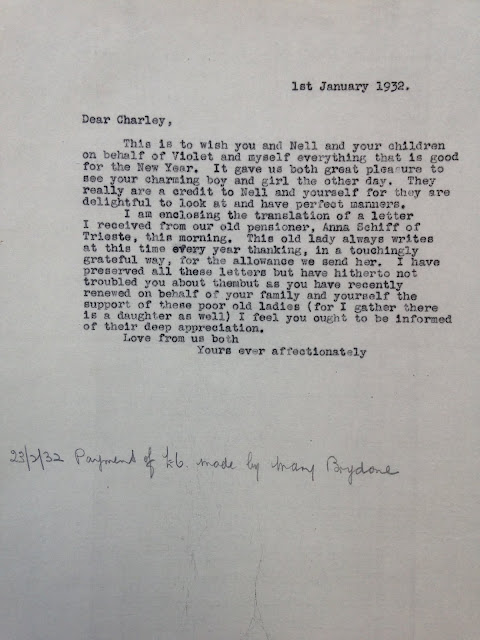 1st January 1932.
Dear Charley,
This is to wish you and Nell and your children
on behalf of Violet and myself everything that is good
for the New Year. It gave us both great pleasure to
see your charming boy and girl the other day. They
really are a credit to Nell and yourself for they are
delightful to look at and have perfect manners.
I am enclosing the translation of a letter
I received from our old pensioner, Anna Schiff of
Trieste, this morning. This old lady always writes
at this time every year thanking, in a touchingly
grateful way, for the allowance we send her. I have
preserved all these letters but have hitherto not
troubled you about thembut as you have recently
renewed on behalf of your family and yourself the
support of these poor old ladies (for I gather there
is a daughter as well) I feel you ought to be informed
of their deep appreciation.
Love from us both
Yours ever affectionately
23/2/32 Payment of £6. made by Mary Brydone